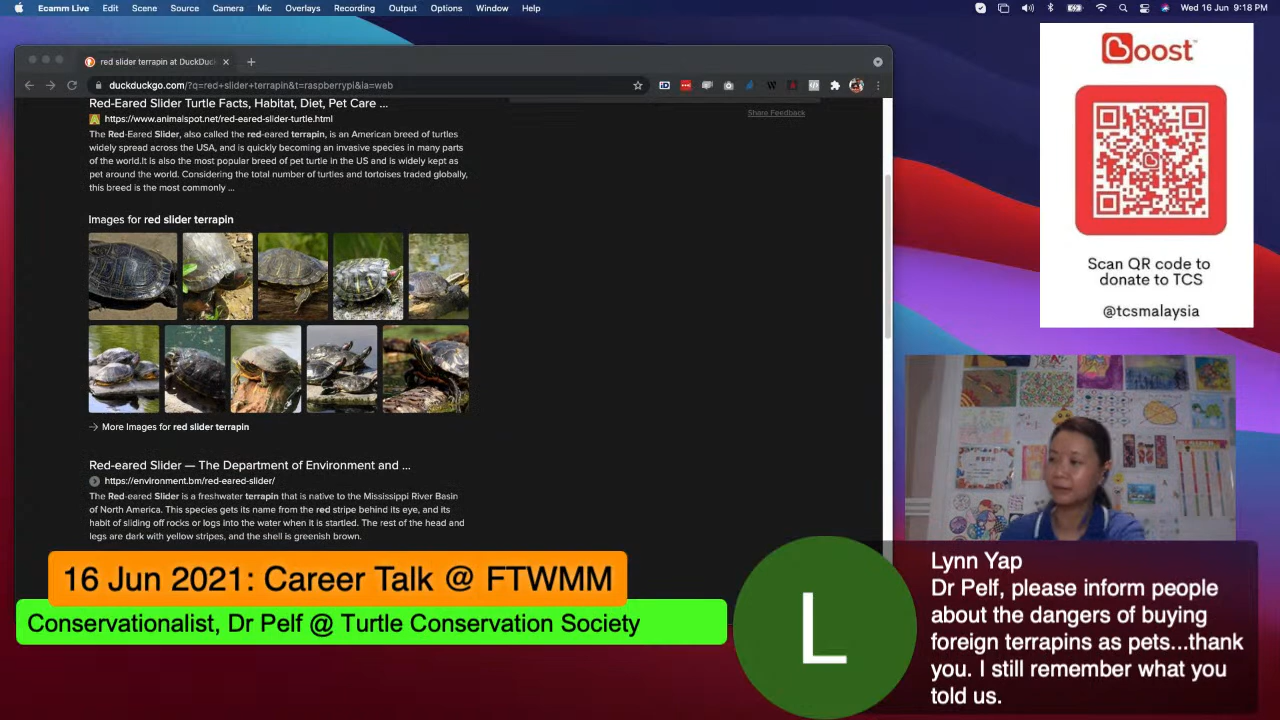 Ecamm Live Edit Scene Source Camera Mic Overlays Recording Output Options Window Help
Wed 16 Jun 9:18 PM
red slider terrapin at DuckDuc
duckduckgo.com/?q=red+slider+terrapin&t=raspberrypi&ia=web
Red-Eared Slider Turtle Facts, Habitat, Diet, Pet Care ...
https://www.animalspot.net/red-eared-slider-turtle.html
The Red-Eared Slider, also called the red-eared terrapin, is an American breed of turtles
widely spread across the USA, and is quickly becoming an invasive species in many parts
of the world.It is also the most popular breed of pet turtle in the US and is widely kept as
pet around the world. Considering the total number of turtles and tortoises traded globally,
this breed is the most commonly ...
Share Feedback
Images for red slider terrapin
More Images for red slider terrapin
Red-eared Slider — The Department of Environment and ...
https://environment.bm/red-eared-slider/
The Red-eared Slider is a freshwater terrapin that is native to the Mississippi River Basin
of North America. This species gets its name from the red stripe behind its eye, and its
habit of sliding off rocks or logs into the water when it is startled. The rest of the head and
legs are dark with yellow stripes, and the shell is greenish brown.
Boost™
Scan QR code to
donate to TCS
@tcsmalaysia
16 Jun 2021: Career Talk @ FTWMM
Conservationalist, Dr Pelf @ Turtle Conservation Society
L
Lynn Yap
Dr Pelf, please inform people
about the dangers of buying
foreign terrapins as pets...thank
you. I still remember what you
told us.